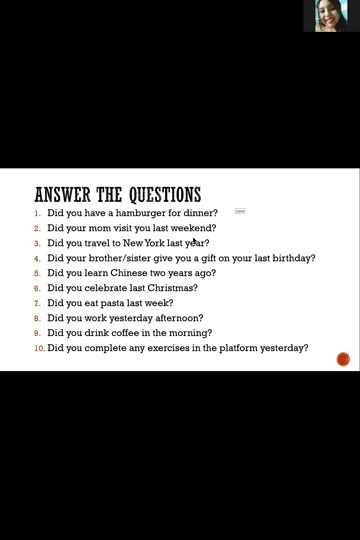 ANSWER THE QUESTIONS
1. Did you have a hamburger for dinner?
2. Did your mom visit you last weekend?
3. Did you travel to New York last year?
4. Did your brother/sister give you a gift on your last birthday?
5. Did you learn Chinese two years ago?
6. Did you celebrate last Christmas?
7. Did you eat pasta last week?
8. Did you work yesterday afternoon?
9. Did you drink coffee in the morning?
10. Did you complete any exercises in the platform yesterday?